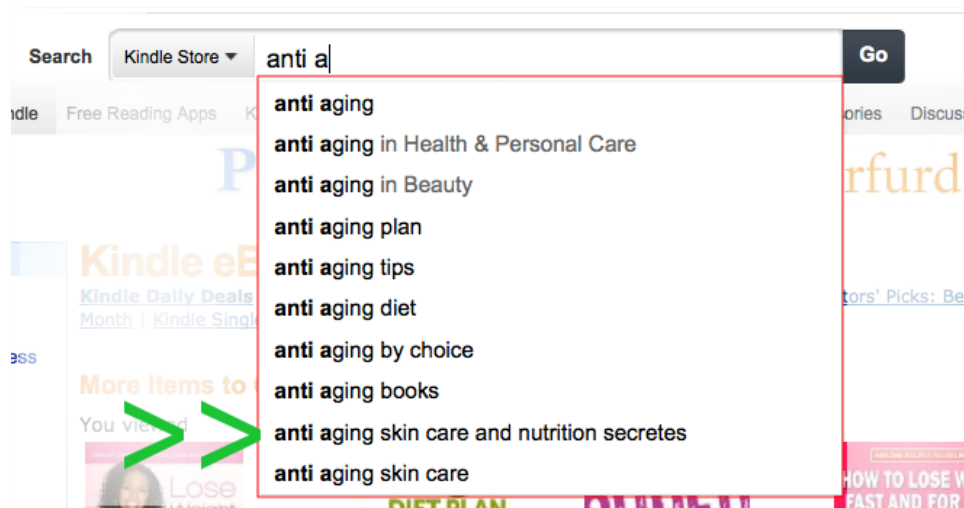 Search Kindle Store anti a Go
ndle Free Reading Apps K ories Discus
anti aging
anti aging in Health & Personal Care
anti aging in Beauty
P rfurd
anti aging plan
Kindle eB
anti aging tips
Kindle Daily Deals tors' Picks: Be
anti aging diet
Month | Kindle Singl
anti aging by choice
ess
More Items to
anti aging books
You viewed
>> anti aging skin care and nutrition secretes
anti aging skin care
Lose
Weight
DIET PLAN
HOW TO LOSE W
FAST AND FOR